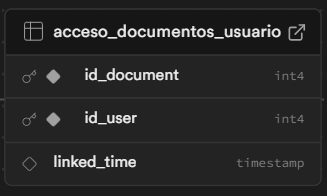 acceso_documentos_usuario
id_document int4
id_user int4
linked_time timestamp